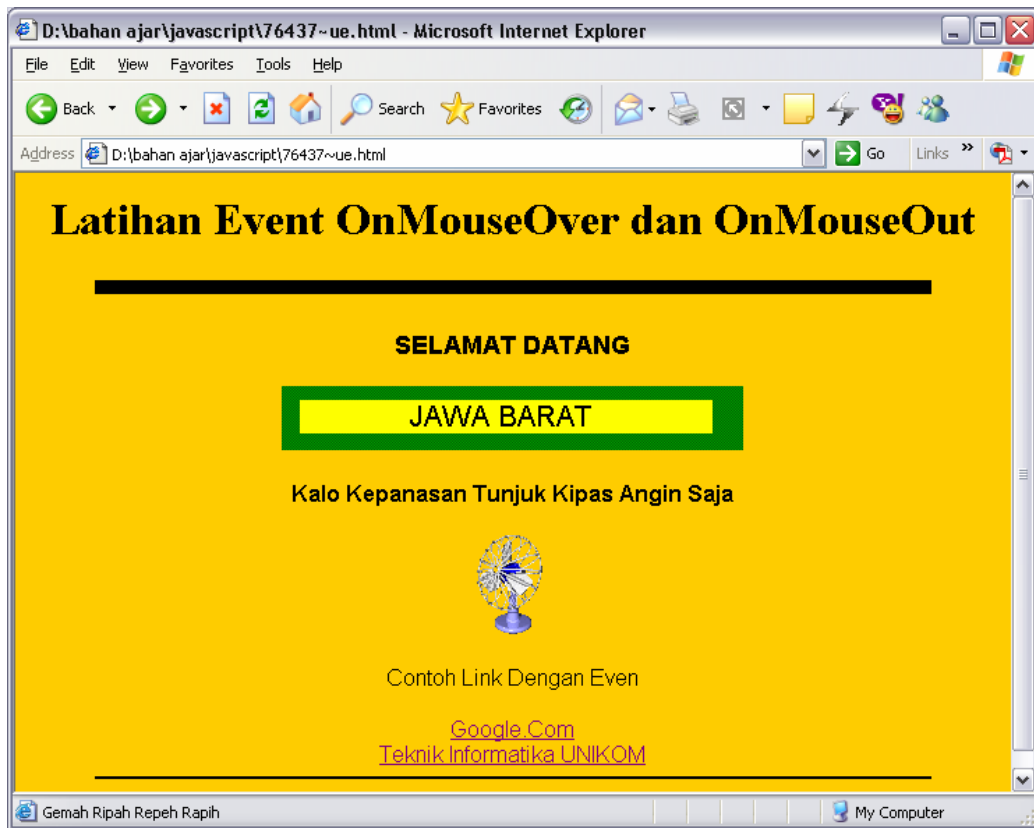 D:\bahan ajar\javascript\76437~ue.html - Microsoft Internet Explorer
File Edit View Favorites Tools Help
Back Search Favorites
Address D:\bahan ajar\javascript\76437~ue.html Go Links »
Latihan Event OnMouseOver dan OnMouseOut
SELAMAT DATANG
JAWA BARAT
Kalo Kepanasan Tunjuk Kipas Angin Saja
Contoh Link Dengan Even
Google.Com
Teknik Informatika UNIKOM
Gemah Ripah Repeh Rapih My Computer